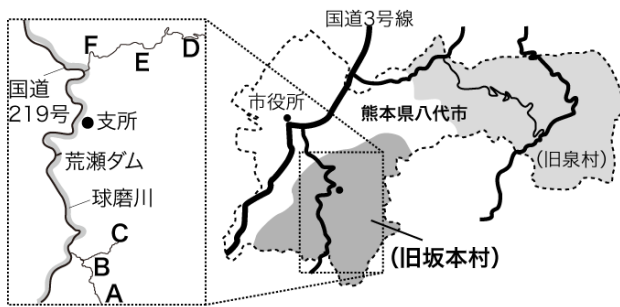 国道3号線
F
E
D
国道
219号
支所
荒瀬ダム
球磨川
C
B
A
市役所
熊本県八代市
(旧泉村)
(旧坂本村)